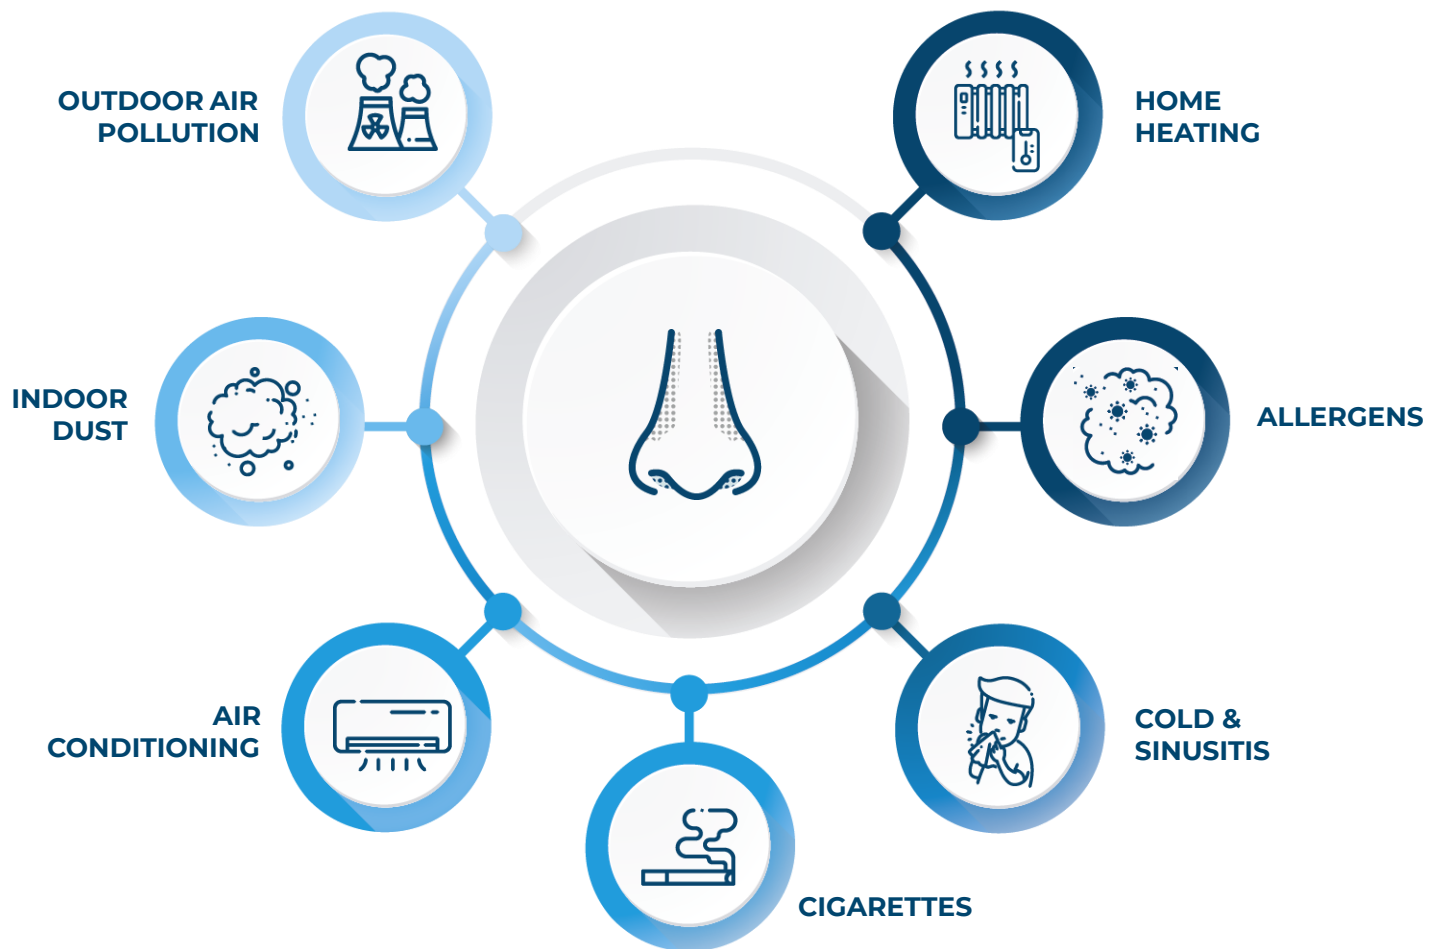 OUTDOOR AIR
POLLUTION
HOME
HEATING
INDOOR
DUST
ALLERGENS
AIR
CONDITIONING
COLD &
SINUSITIS
CIGARETTES